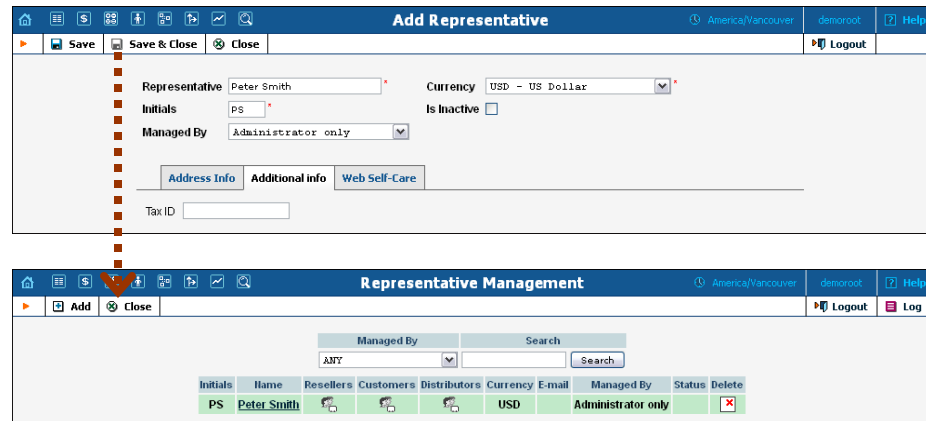 Add Representative America/Vancouver demoroot ? Help
Save Save & Close Close Logout
Representative Peter Smith * Currency USD - US Dollar *
Initials PS * Is Inactive
Managed By Administrator only
Address Info Additional info Web Self-Care
Tax ID
Representative Management America/Vancouver demoroot ? Help
Add Close Logout Log
Managed By Search
ANY Search
Initials Name Resellers Customers Distributors Currency E-mail Managed By Status Delete
PS Peter Smith USD Administrator only